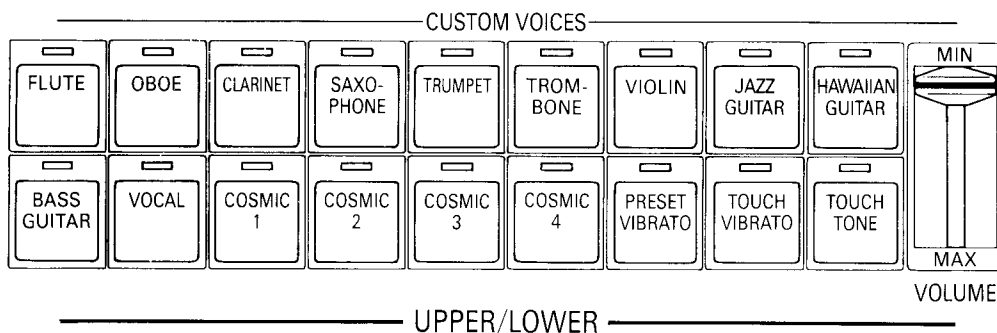 CUSTOM VOICES
FLUTE
OBOE
CLARINET
SAXO-
PHONE
TRUMPET
TROM-
BONE
VIOLIN
JAZZ
GUITAR
HAWAIIAN
GUITAR
MIN
BASS
GUITAR
VOCAL
COSMIC
1
COSMIC
2
COSMIC
3
COSMIC
4
PRESET
VIBRATO
TOUCH
VIBRATO
TOUCH
TONE
MAX
VOLUME
UPPER/LOWER